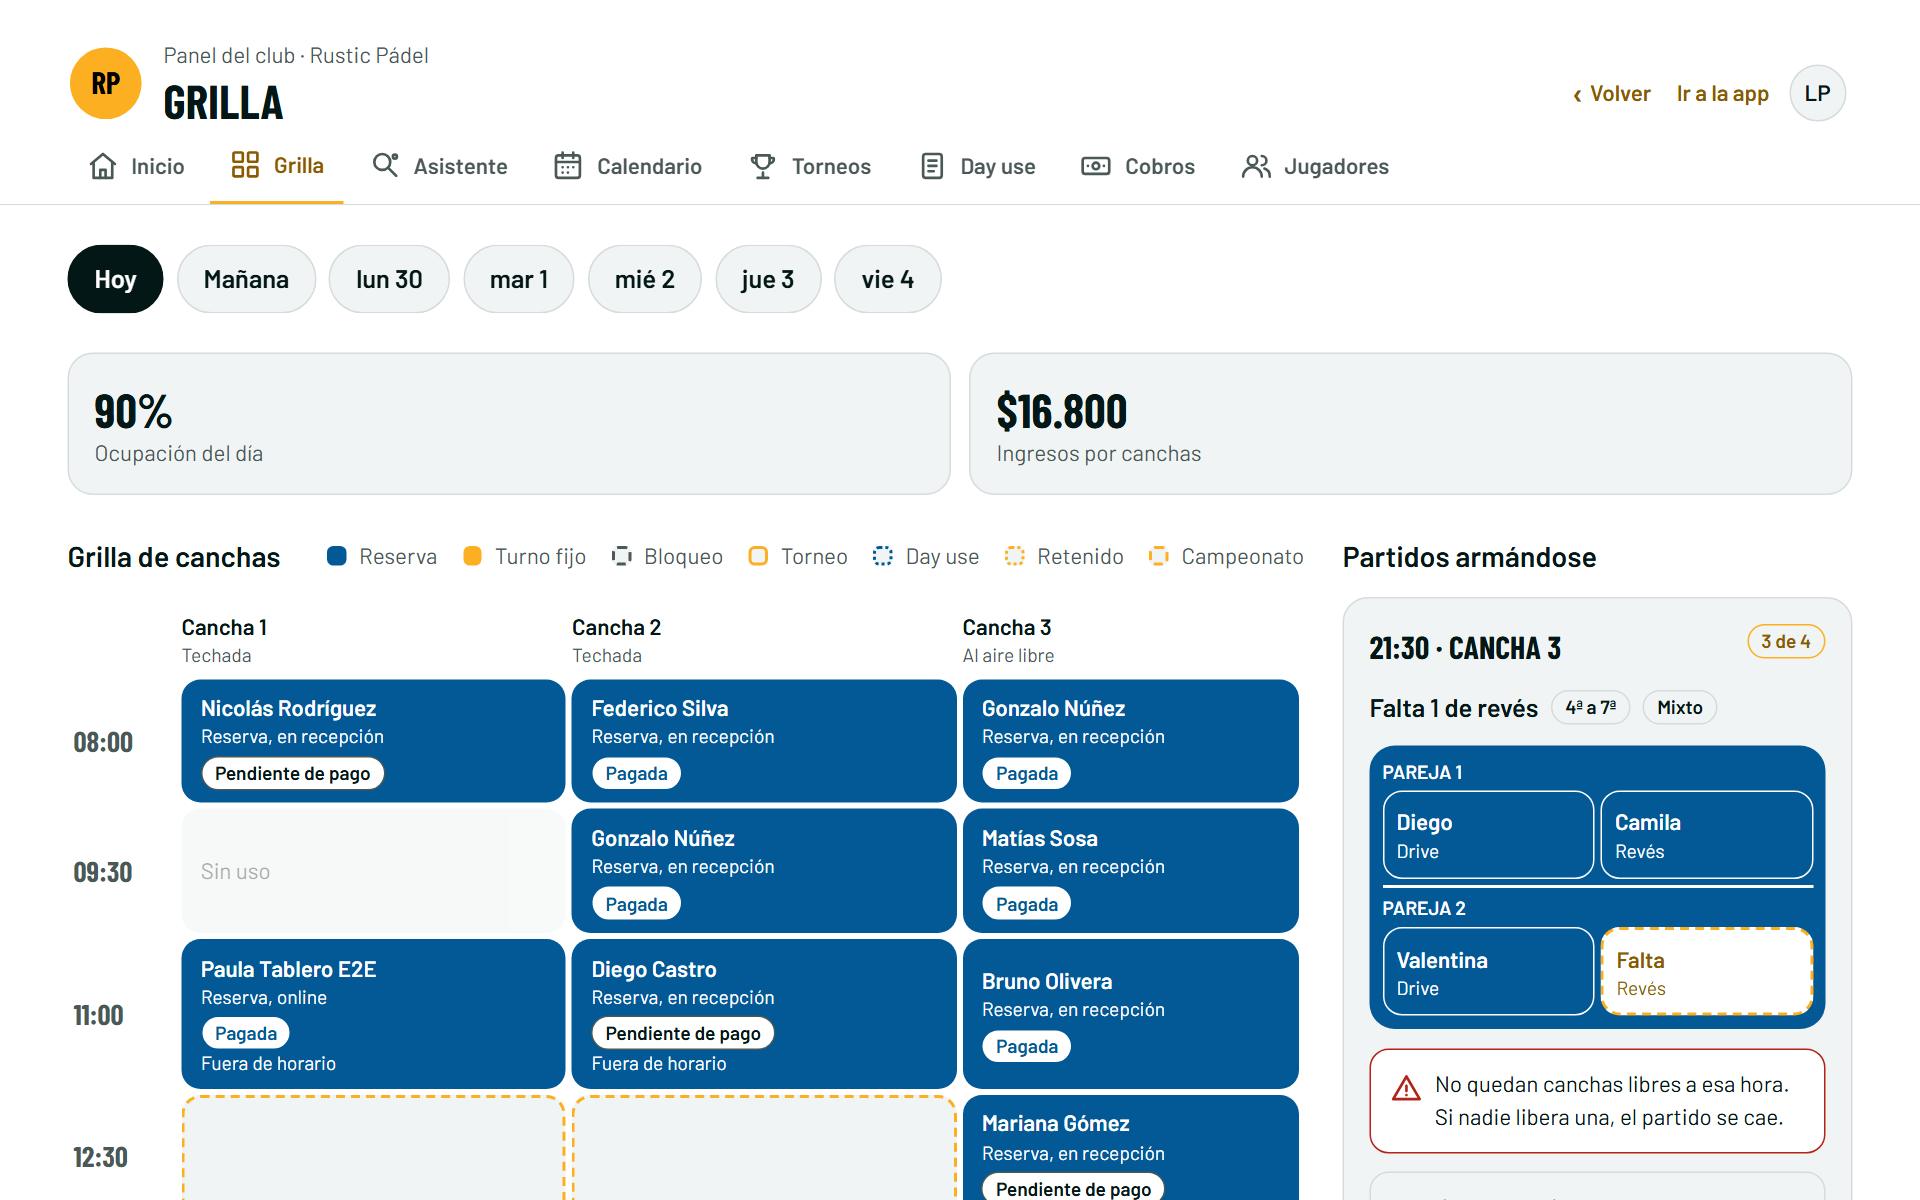 RP
Panel del club · Rustic Pádel
GRILLA
‹ Volver
Ir a la app
LP
Inicio
Grilla
Asistente
Calendario
Torneos
Day use
Cobros
Jugadores
Hoy
Mañana
lun 30
mar 1
mié 2
jue 3
vie 4
90%
Ocupación del día
$16.800
Ingresos por canchas
Grilla de canchas
Reserva
Turno fijo
Bloqueo
Torneo
Day use
Retenido
Campeonato
Cancha 1
Techada
Cancha 2
Techada
Cancha 3
Al aire libre
08:00
Nicolás Rodríguez
Reserva, en recepción
Pendiente de pago
Federico Silva
Reserva, en recepción
Pagada
Gonzalo Núñez
Reserva, en recepción
Pagada
09:30
Sin uso
Gonzalo Núñez
Reserva, en recepción
Pagada
Matías Sosa
Reserva, en recepción
Pagada
11:00
Paula Tablero E2E
Reserva, online
Pagada
Fuera de horario
Diego Castro
Reserva, en recepción
Pendiente de pago
Fuera de horario
Bruno Olivera
Reserva, en recepción
Pagada
12:30
Mariana Gómez
Reserva, en recepción
Pendiente de pago
Partidos armándose
21:30 · CANCHA 3
3 de 4
Falta 1 de revés
4ª a 7ª
Mixto
PAREJA 1
Diego
Drive
Camila
Revés
PAREJA 2
Valentina
Drive
Falta
Revés
No quedan canchas libres a esa hora.
Si nadie libera una, el partido se cae.